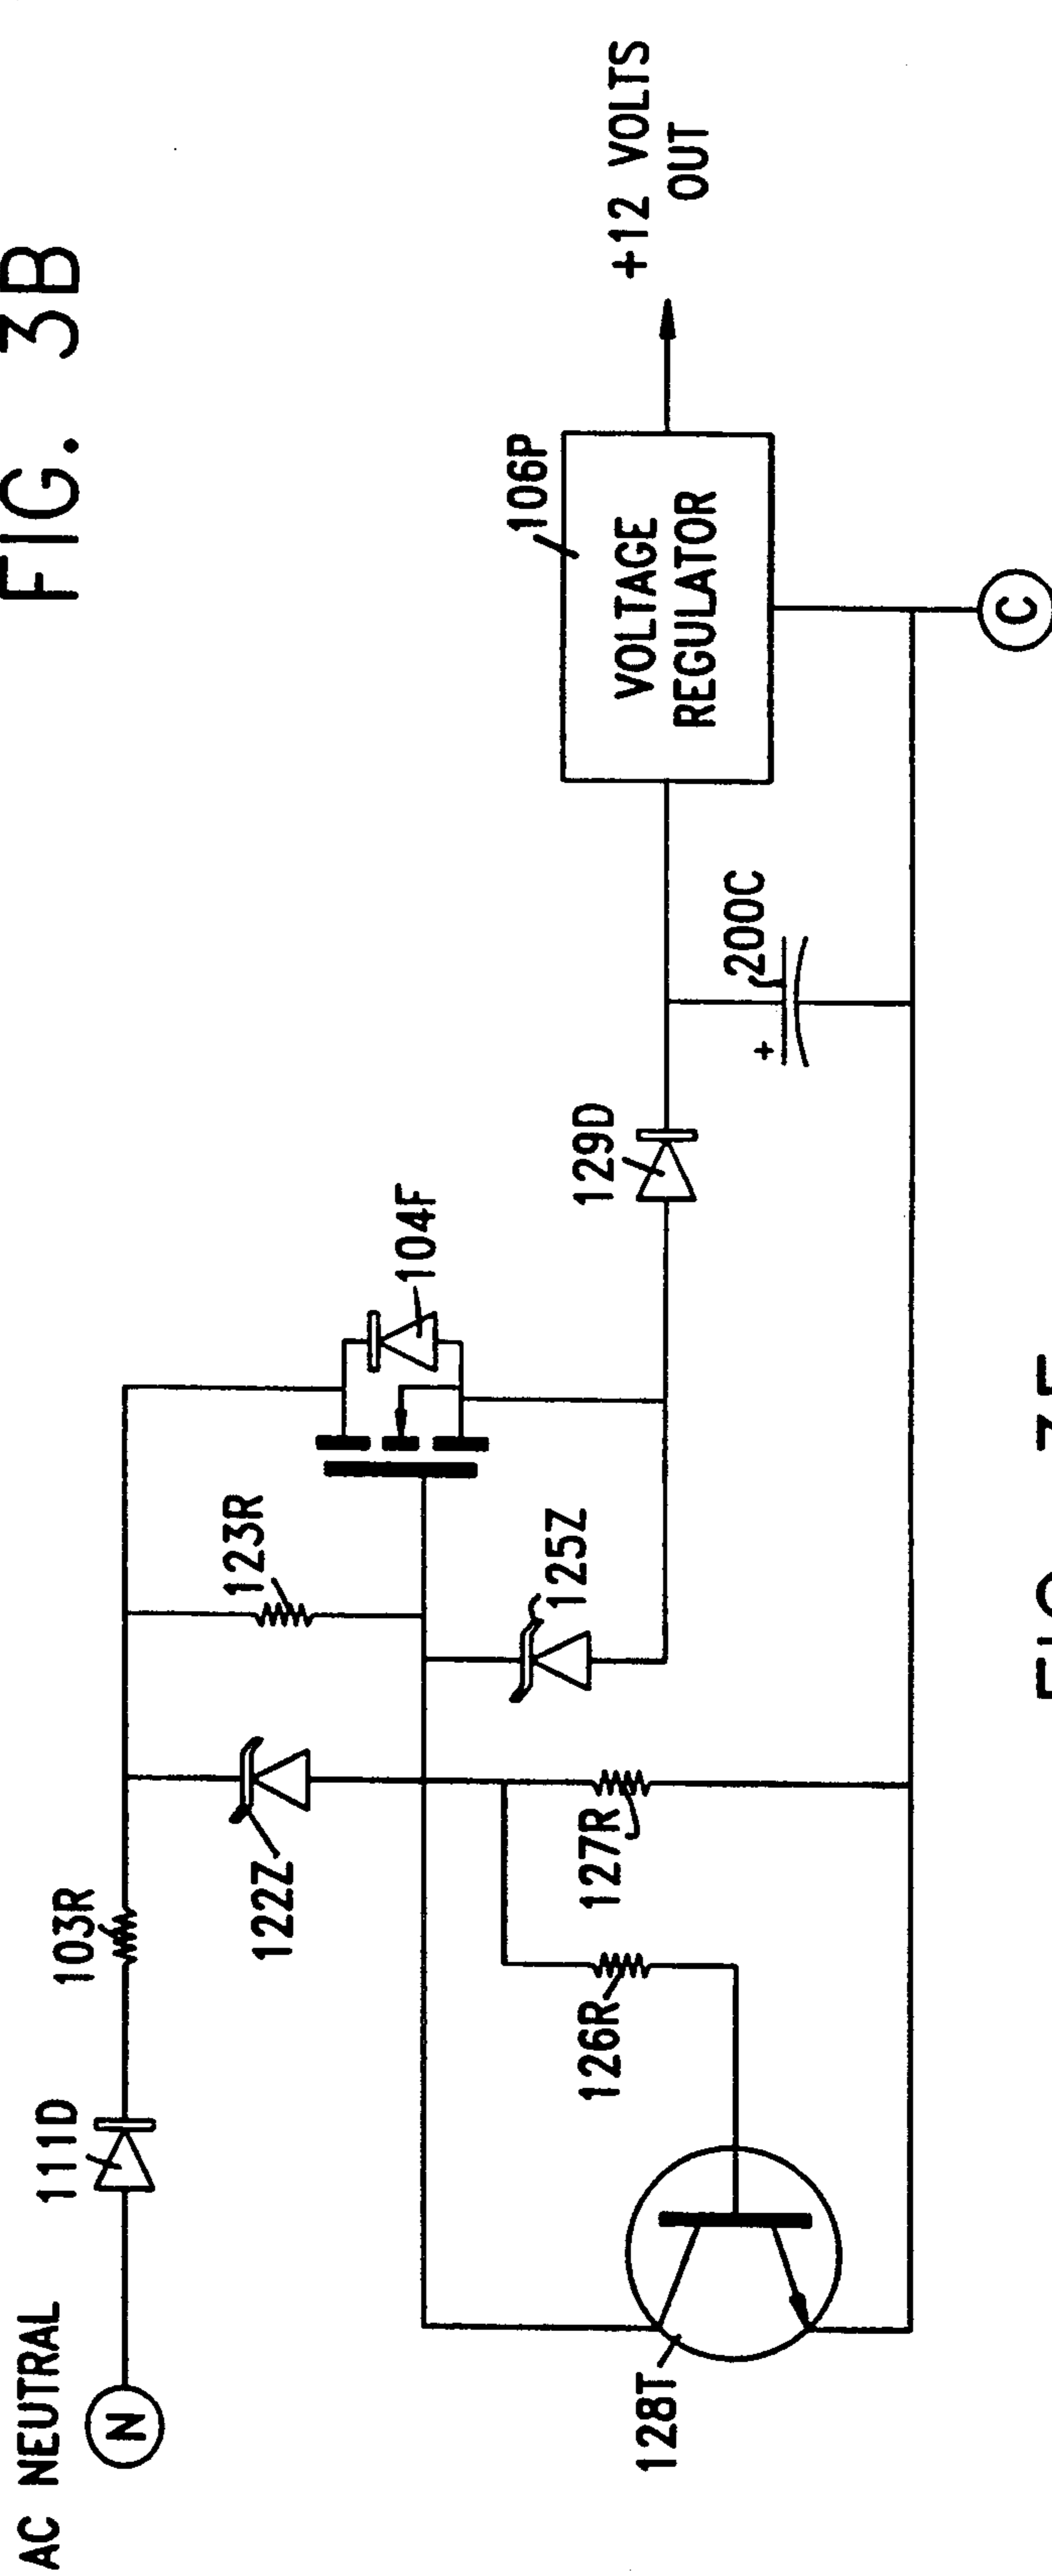 FIG. 3B
AC NEUTRAL
N
111D
103R
122Z
123R
104F
125Z
126R
127R
128T
129D
200C
+
106P
VOLTAGE
REGULATOR
+12 VOLTS
OUT
C